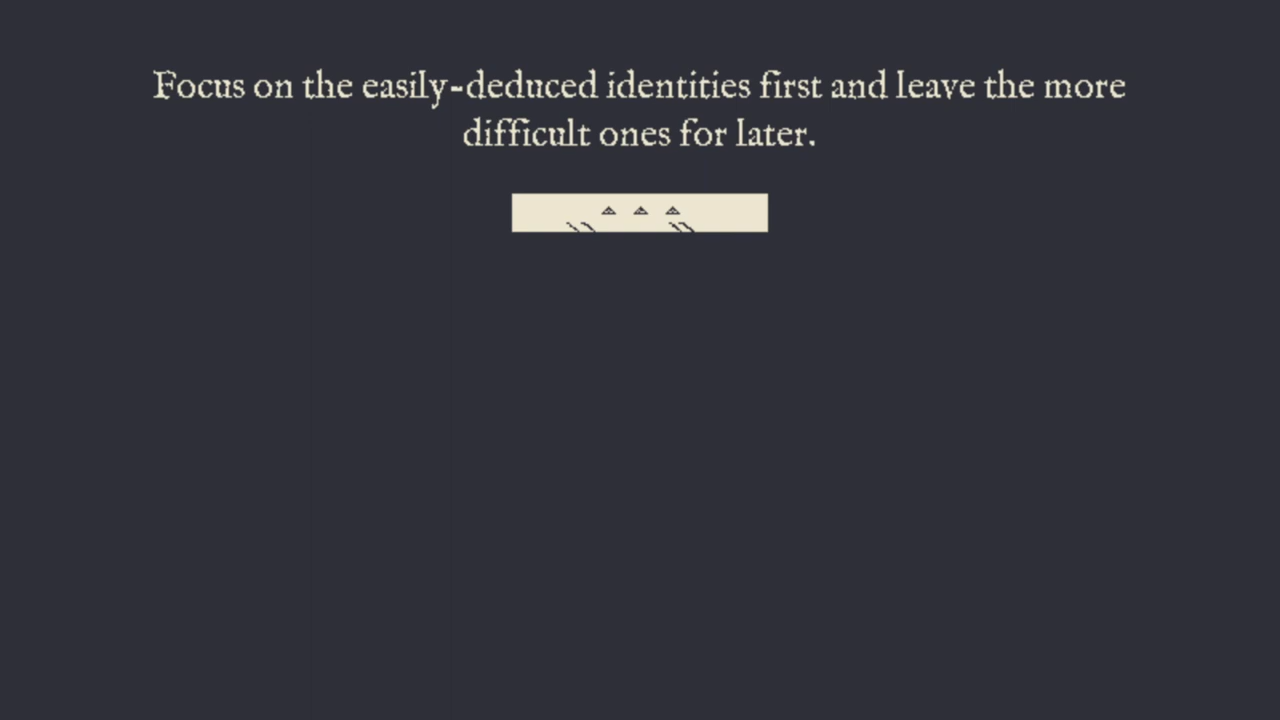 Focus on the easily-deduced identities first and leave the more
difficult ones for later.